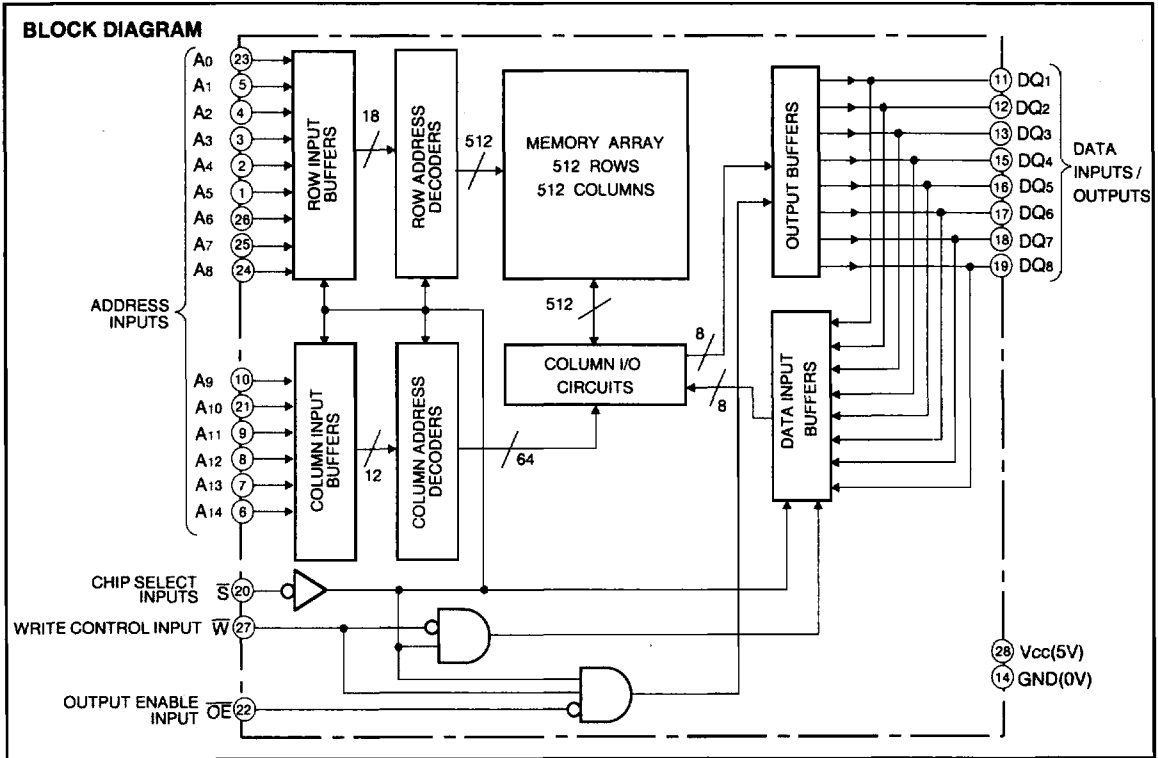 BLOCK DIAGRAM
A0 23
A1 5
A2 4
A3 3
A4 2
A5 1
A6 26
A7 25
A8 24
ADDRESS
INPUTS
A9 10
A10 21
A11 9
A12 8
A13 7
A14 6
CHIP SELECT
INPUTS
S̅ 20
WRITE CONTROL INPUT W̅ 27
OUTPUT ENABLE
INPUT
O̅E̅ 22
ROW INPUT
BUFFERS
18
ROW ADDRESS
DECODERS
512
MEMORY ARRAY
512 ROWS
512 COLUMNS
512
COLUMN INPUT
BUFFERS
12
COLUMN ADDRESS
DECODERS
64
COLUMN I/O
CIRCUITS
8
8
OUTPUT BUFFERS
DATA INPUT
BUFFERS
11 DQ1
12 DQ2
13 DQ3
15 DQ4
16 DQ5
17 DQ6
18 DQ7
19 DQ8
DATA
INPUTS /
OUTPUTS
28 Vcc(5V)
14 GND(0V)